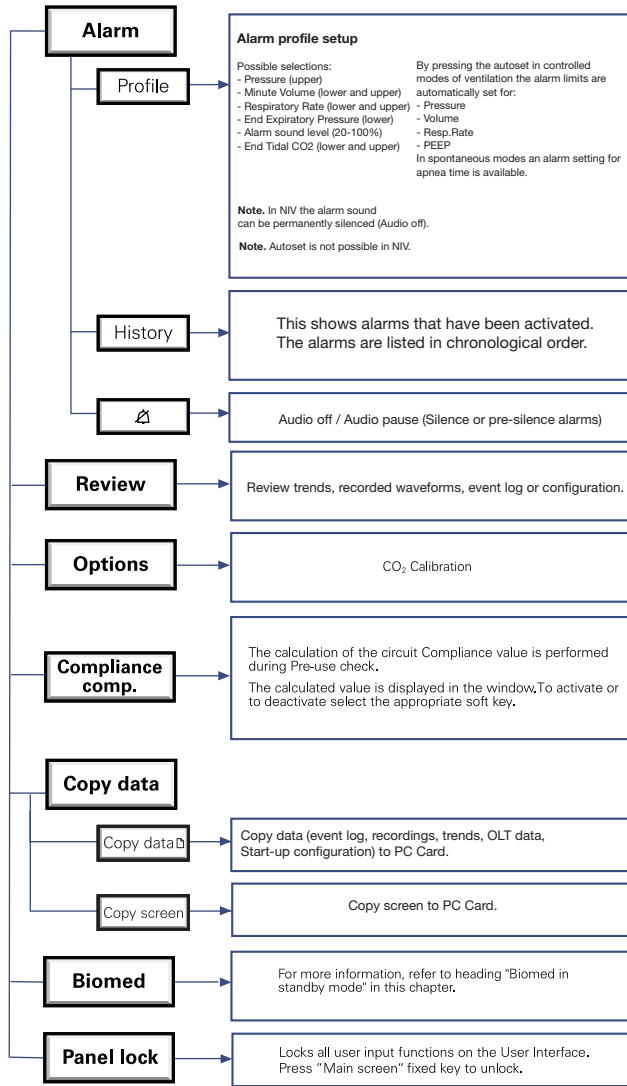 Alarm
Profile
Alarm profile setup
Possible selections:
- Pressure (upper)
- Minute Volume (lower and upper)
- Respiratory Rate (lower and upper)
- End Expiratory Pressure (lower)
- Alarm sound level (20-100%)
- End Tidal CO2 (lower and upper)
By pressing the autoset in controlled
modes of ventilation the alarm limits are
automatically set for:
- Pressure
- Volume
- Resp.Rate
- PEEP
In spontaneous modes an alarm setting for
apnea time is available.
Note. In NIV the alarm sound
can be permanently silenced (Audio off).
Note. Autoset is not possible in NIV.
History
This shows alarms that have been activated.
The alarms are listed in chronological order.
Audio off / Audio pause (Silence or pre-silence alarms)
Review
Review trends, recorded waveforms, event log or configuration.
Options
CO₂ Calibration
Compliance
comp.
The calculation of the circuit Compliance value is performed
during Pre-use check.
The calculated value is displayed in the window.To activate or
to deactivate select the appropriate soft key.
Copy data
Copy data
Copy data (event log, recordings, trends, OLT data,
Start-up configuration) to PC Card.
Copy screen
Copy screen to PC Card.
Biomed
For more information, refer to heading "Biomed in
standby mode" in this chapter.
Panel lock
Locks all user input functions on the User Interface.
Press "Main screen" fixed key to unlock.